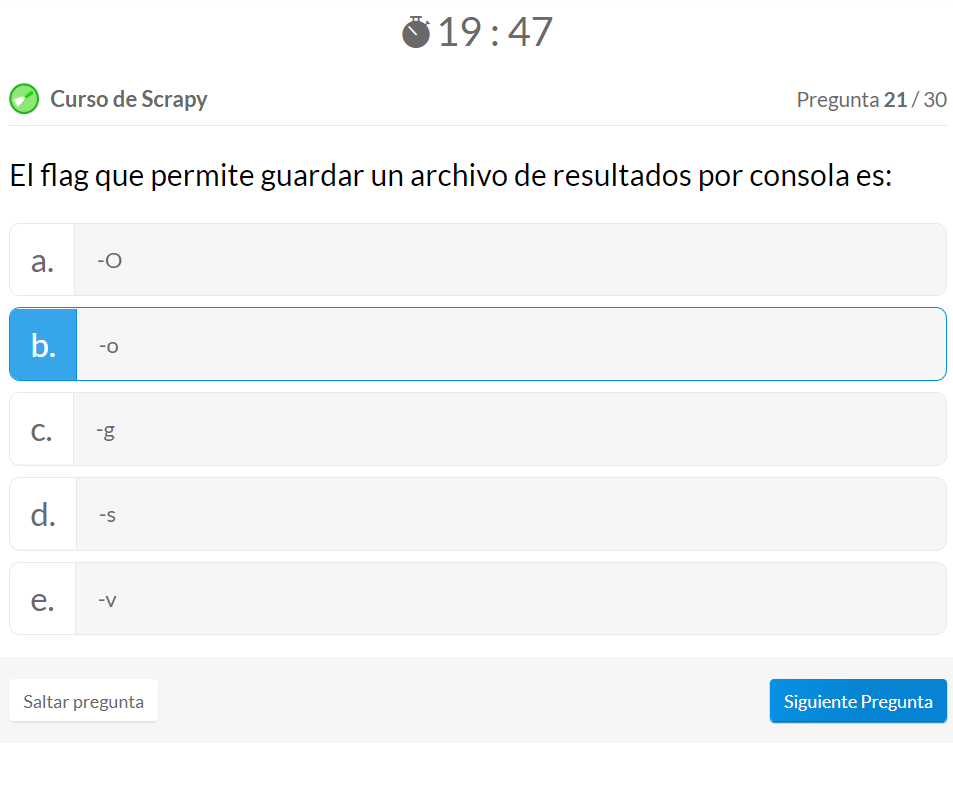 19 : 47
Curso de Scrapy
Pregunta 21 / 30
El flag que permite guardar un archivo de resultados por consola es:
a. -O
b. -o
c. -g
d. -s
e. -v
Saltar pregunta
Siguiente Pregunta